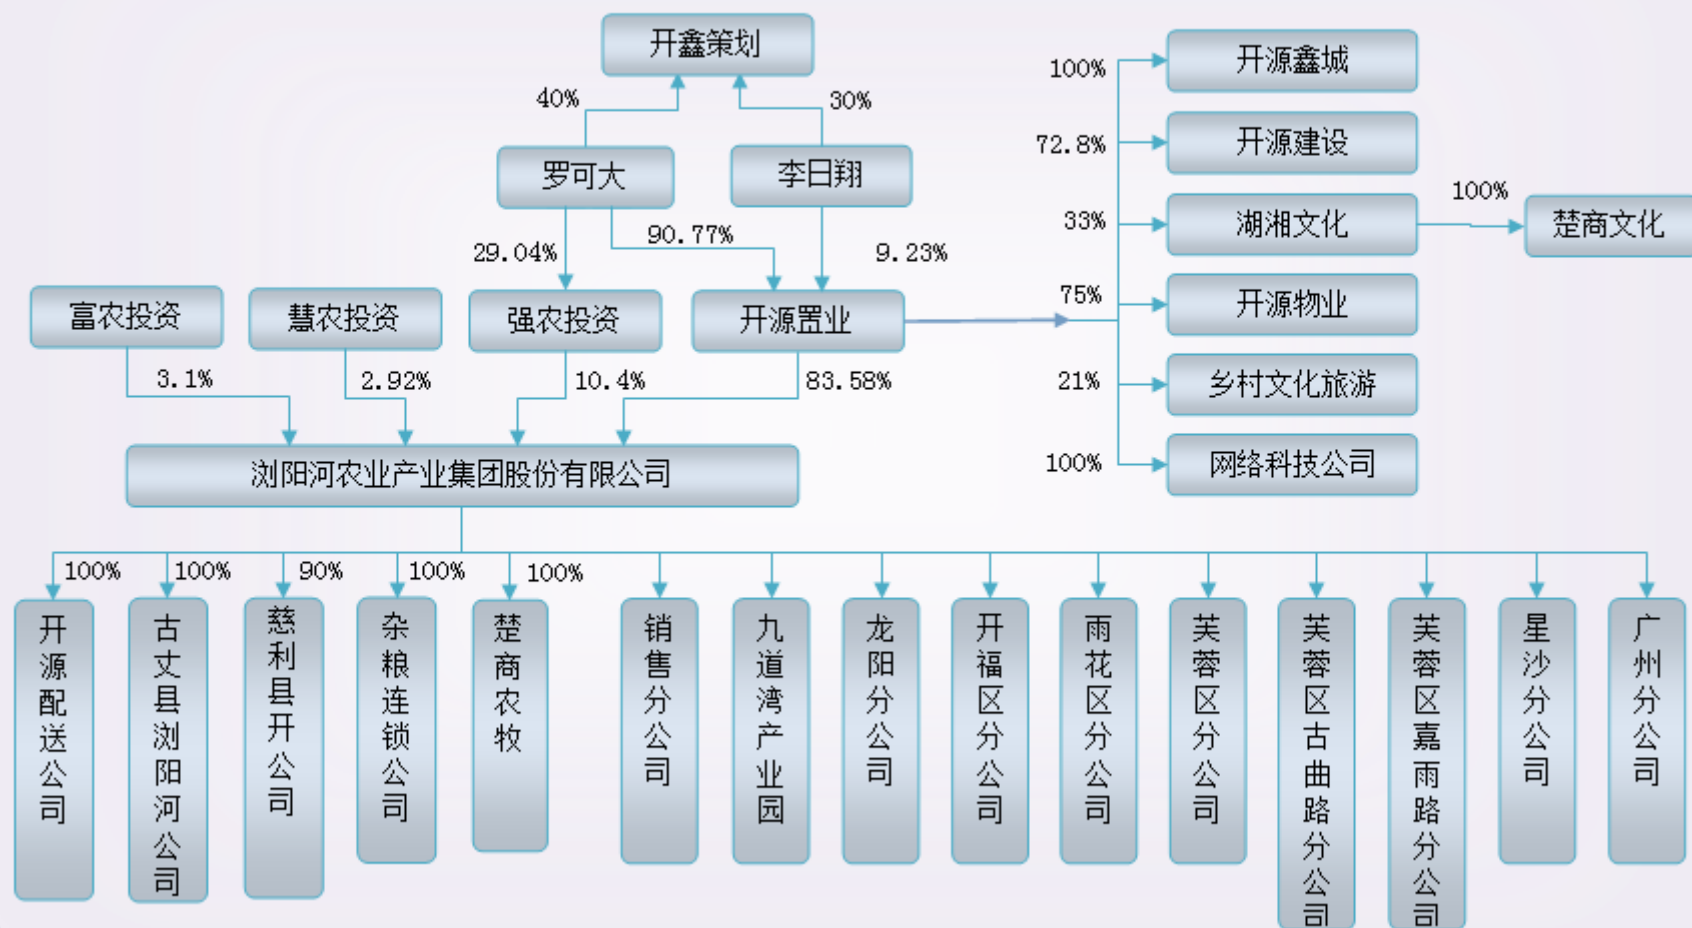 开鑫策划
40%
30%
罗可大
李日翔
29.04%
90.77%
9.23%
富农投资
慧农投资
强农投资
开源置业
3.1%
2.92%
10.4%
83.58%
浏阳河农业产业集团股份有限公司
100%
开源鑫城
72.8%
开源建设
33%
湖湘文化
100%
楚商文化
75%
开源物业
21%
乡村文化旅游
100%
网络科技公司
100%
100%
90%
100%
100%
开源配送公司
古丈县浏阳河公司
慈利县开公司
杂粮连锁公司
楚商农牧
销售分公司
九道湾产业园
龙阳分公司
开福区分公司
雨花区分公司
芙蓉区分公司
芙蓉区古曲路分公司
芙蓉区嘉雨路分公司
星沙分公司
广州分公司